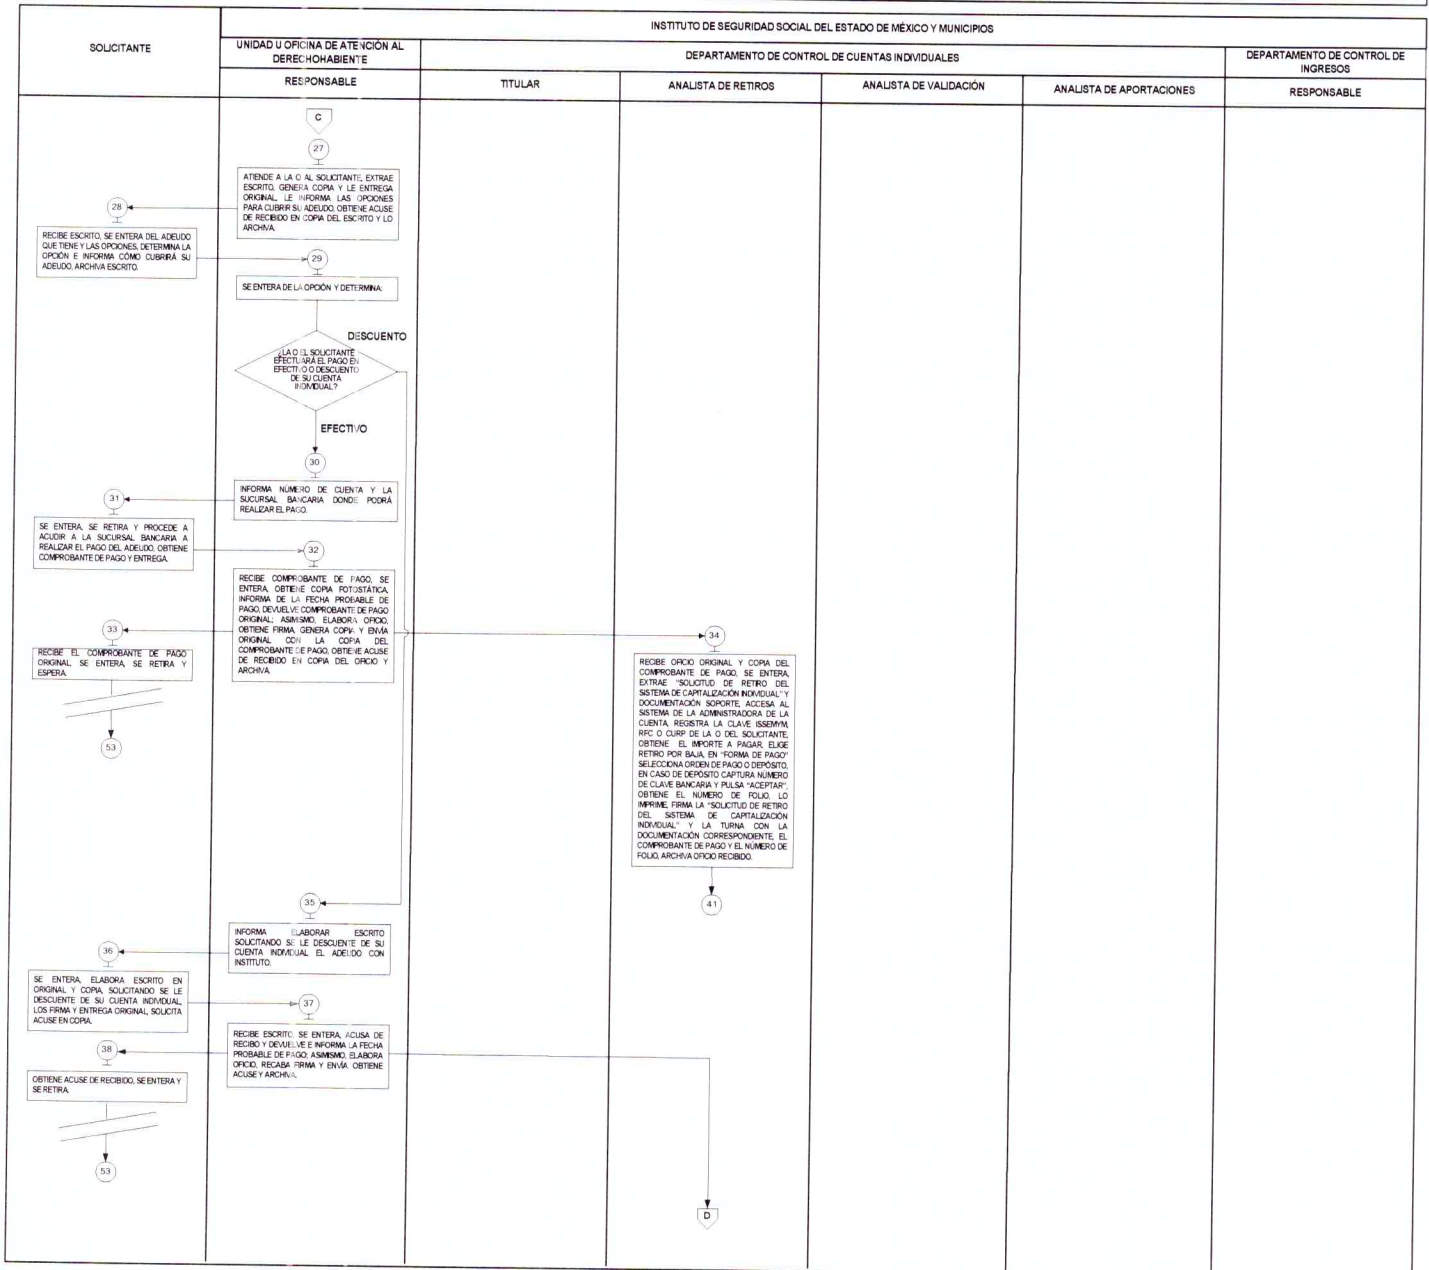 INSTITUTO DE SEGURIDAD SOCIAL DEL ESTADO DE MÉXICO Y MUNICIPIOS
SOLICITANTE
UNIDAD U OFICINA DE ATENCIÓN AL
DERECHOHABIENTE
DEPARTAMENTO DE CONTROL DE CUENTAS INDIVIDUALES
DEPARTAMENTO DE CONTROL DE
INGRESOS
RESPONSABLE
TITULAR
ANALISTA DE RETIROS
ANALISTA DE VALIDACIÓN
ANALISTA DE APORTACIONES
RESPONSABLE
C
27
ATIENDE A LA O AL SOLICITANTE, EXTRAE
ESCRITO, GENERA COPIA Y LE ENTREGA
ORIGINAL, LE INFORMA LAS OPCIONES
PARA CUBRIR SU ADEUDO, OBTIENE ACUSE
DE RECIBIDO EN COPIA DEL ESCRITO Y LO
ARCHIVA.
28
RECIBE ESCRITO, SE ENTERA DEL ADEUDO
QUE TIENE Y LAS OPCIONES, DETERMINA LA
OPCIÓN E INFORMA CÓMO CUBRIRÁ SU
ADEUDO, ARCHIVA ESCRITO.
29
SE ENTERA DE LA OPCIÓN Y DETERMINA:
DESCUENTO
¿LA O EL SOLICITANTE
EFECTUARÁ EL PAGO EN
EFECTIVO O DESCUENTO
DE SU CUENTA
INDIVIDUAL?
EFECTIVO
30
INFORMA NÚMERO DE CUENTA Y LA
SUCURSAL BANCARIA DONDE PODRÁ
REALIZAR EL PAGO.
31
SE ENTERA, SE RETIRA Y PROCEDE A
ACUDIR A LA SUCURSAL BANCARIA A
REALIZAR EL PAGO DEL ADEUDO, OBTIENE
COMPROBANTE DE PAGO Y ENTREGA.
32
RECIBE COMPROBANTE DE PAGO, SE
ENTERA, OBTIENE COPIA FOTOSTÁTICA,
INFORMA DE LA FECHA PROBABLE DE
PAGO, DEVUELVE COMPROBANTE DE PAGO
ORIGINAL; ASIMISMO, ELABORA OFICIO,
OBTIENE FIRMA, GENERA COPIA Y ENVÍA
ORIGINAL CON LA COPIA DEL
COMPROBANTE DE PAGO, OBTIENE ACUSE
DE RECIBIDO EN COPIA DEL OFICIO Y
ARCHIVA.
33
RECIBE EL COMPROBANTE DE PAGO
ORIGINAL, SE ENTERA, SE RETIRA Y
ESPERA.
53
34
RECIBE OFICIO ORIGINAL Y COPIA DEL
COMPROBANTE DE PAGO, SE ENTERA,
EXTRAE "SOLICITUD DE RETIRO DEL
SISTEMA DE CAPITALIZACIÓN INDIVIDUAL" Y
DOCUMENTACIÓN SOPORTE, ACCESA AL
SISTEMA DE LA ADMINISTRADORA DE LA
CUENTA, REGISTRA LA CLAVE ISSEMYM,
RFC O CURP DE LA O DEL SOLICITANTE,
OBTIENE EL IMPORTE A PAGAR, ELIGE
RETIRO POR BAJA, EN "FORMA DE PAGO"
SELECCIONA ORDEN DE PAGO O DEPÓSITO,
EN CASO DE DEPÓSITO CAPTURA NÚMERO
DE CLAVE BANCARIA Y PULSA "ACEPTAR",
OBTIENE EL NÚMERO DE FOLIO, LO
IMPRIME, FIRMA LA "SOLICITUD DE RETIRO
DEL SISTEMA DE CAPITALIZACIÓN
INDIVIDUAL" Y LA TURNA CON LA
DOCUMENTACIÓN CORRESPONDIENTE, EL
COMPROBANTE DE PAGO Y EL NÚMERO DE
FOLIO, ARCHIVA OFICIO RECIBIDO.
41
35
INFORMA ELABORAR ESCRITO
SOLICITANDO SE LE DESCUENTE DE SU
CUENTA INDIVIDUAL EL ADEUDO CON
INSTITUTO.
36
SE ENTERA, ELABORA ESCRITO EN
ORIGINAL Y COPIA, SOLICITANDO SE LE
DESCUENTE DE SU CUENTA INDIVIDUAL,
LOS FIRMA Y ENTREGA ORIGINAL, SOLICITA
ACUSE EN COPIA.
37
RECIBE ESCRITO, SE ENTERA, ACUSA DE
RECIBO Y DEVUELVE E INFORMA LA FECHA
PROBABLE DE PAGO; ASIMISMO, ELABORA
OFICIO, RECABA FIRMA Y ENVÍA, OBTIENE
ACUSE Y ARCHIVA.
38
OBTIENE ACUSE DE RECIBIDO, SE ENTERA Y
SE RETIRA.
53
D